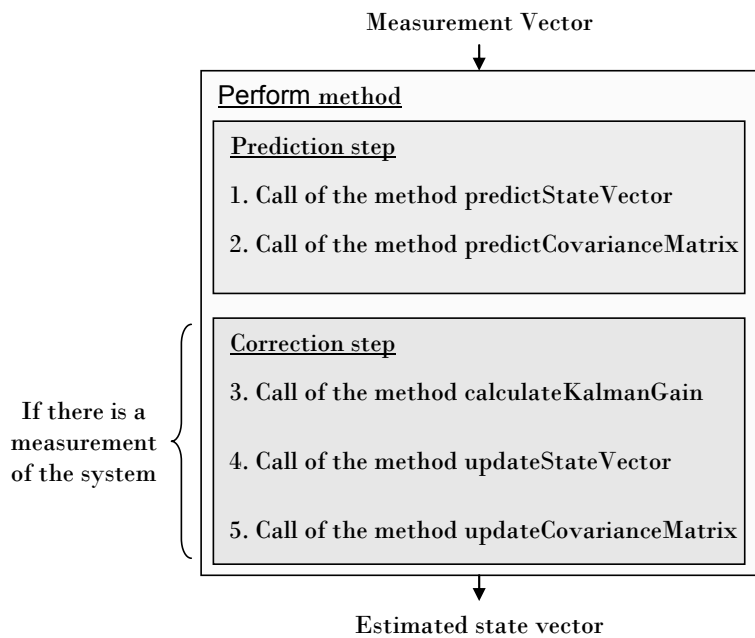 Measurement Vector
Perform method
Prediction step
1. Call of the method predictStateVector
2. Call of the method predictCovarianceMatrix
Correction step
3. Call of the method calculateKalmanGain
If there is a
measurement
of the system
4. Call of the method updateStateVector
5. Call of the method updateCovarianceMatrix
Estimated state vector